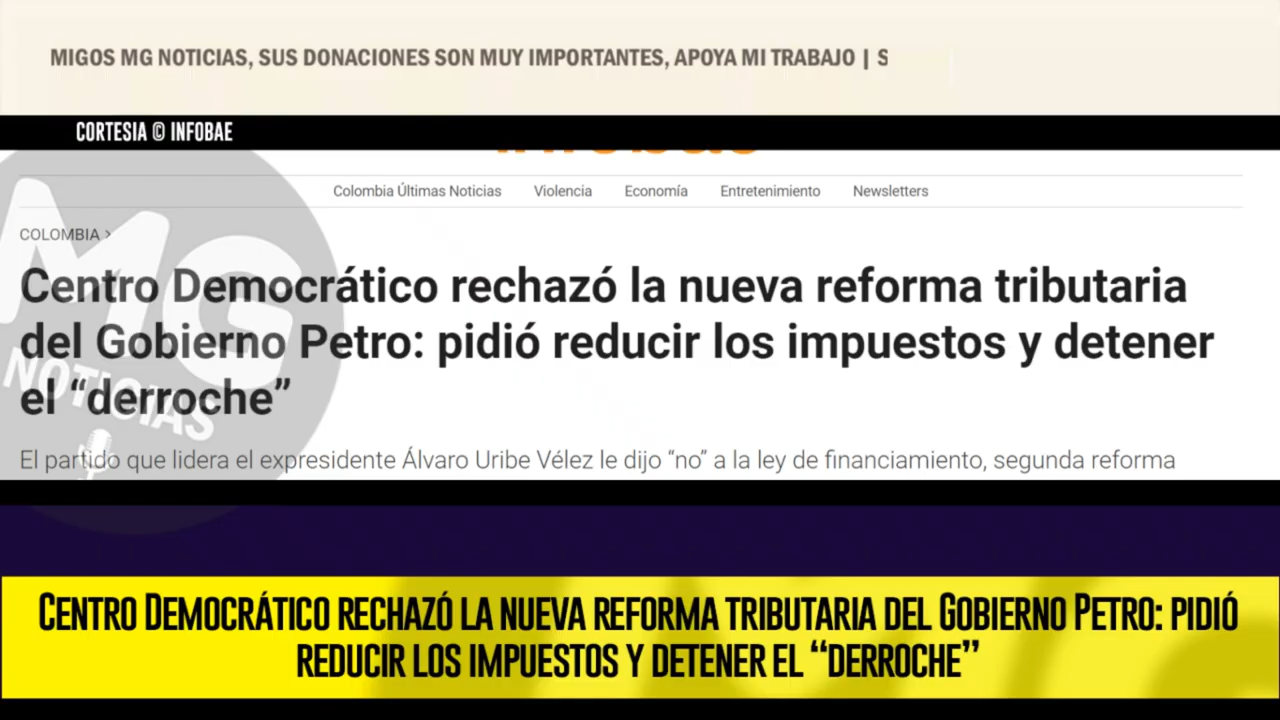 MIGOS MG NOTICIAS, SUS DONACIONES SON MUY IMPORTANTES, APOYA MI TRABAJO | S
CORTESIA © INFOBAE
Colombia Últimas Noticias Violencia Economía Entretenimiento Newsletters
COLOMBIA >
Centro Democrático rechazó la nueva reforma tributaria
del Gobierno Petro: pidió reducir los impuestos y detener
el “derroche”
MG
NOTICIAS
El partido que lidera el expresidente Álvaro Uribe Vélez le dijo “no” a la ley de financiamiento, segunda reforma
CENTRO DEMOCRÁTICO RECHAZÓ LA NUEVA REFORMA TRIBUTARIA DEL GOBIERNO PETRO: PIDIÓ
REDUCIR LOS IMPUESTOS Y DETENER EL “DERROCHE”